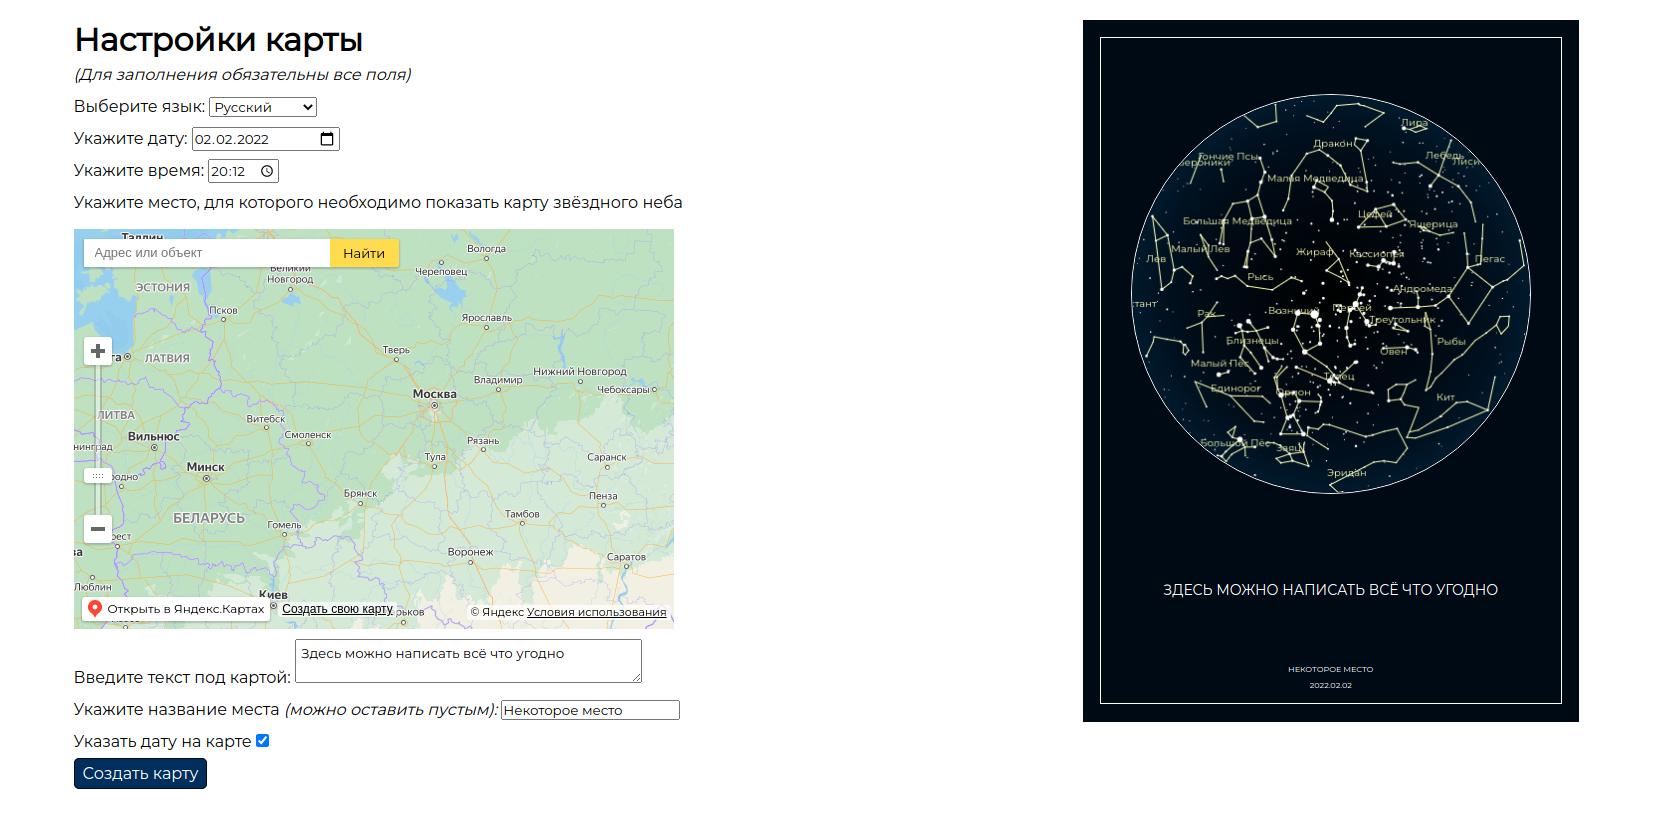 Настройки карты
(Для заполнения обязательны все поля)
Выберите язык: Русский
Укажите дату: 02.02.2022
Укажите время: 20:12
Укажите место, для которого необходимо показать карту звёздного неба
Таллин
Адрес или объект
Найти
Вологда
Великий
Новгород
Череповец
ЭСТОНИЯ
Псков
Ярославль
ЛАТВИЯ
Тверь
Нижний Новгород
Владимир
Чебоксары
Москва
ЛИТВА
Витебск
Смоленск
Вильнюс
Рязань
Минск
Тула
Саранск
Брянск
Пенза
БЕЛАРУСЬ
Гомель
Тамбов
Воронеж
Саратов
Люблин
Киев
Открыть в Яндекс.Картах
Создать свою карту
© Яндекс Условия использования
Введите текст под картой: Здесь можно написать всё что угодно
Укажите название места (можно оставить пустым): Некоторое место
Указать дату на карте
Создать карту
Лира
Дракон
Гончие Псы
Лебедь
Лиси
Вероники
Малая Медведица
Большая Медведица
Цефей
Ящерица
Малый Лев
Лев
Жираф
Кассиопея
Пегас
Рысь
Андромеда
тант
Рак
Возничий
Персей
Треугольник
Близнецы
Рыбы
Овен
Малый Пёс
Телец
Единорог
Орион
Кит
Большой Пёс
Заяц
Эридан
ЗДЕСЬ МОЖНО НАПИСАТЬ ВСЁ ЧТО УГОДНО
НЕКОТОРОЕ МЕСТО
2022.02.02